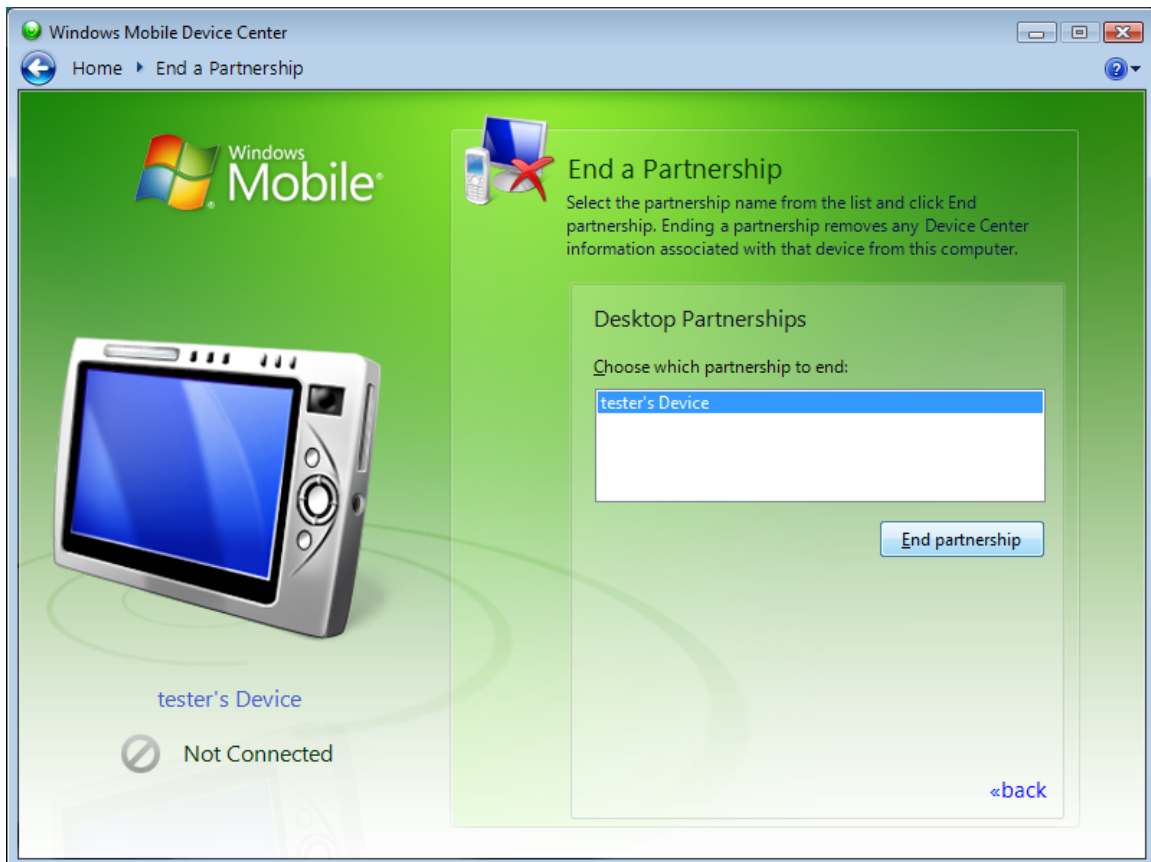 Windows Mobile Device Center
Home ▸ End a Partnership
Windows
Mobile®
End a Partnership
Select the partnership name from the list and click End
partnership. Ending a partnership removes any Device Center
information associated with that device from this computer.
Desktop Partnerships
Choose which partnership to end:
tester's Device
End partnership
tester's Device
Not Connected
«back